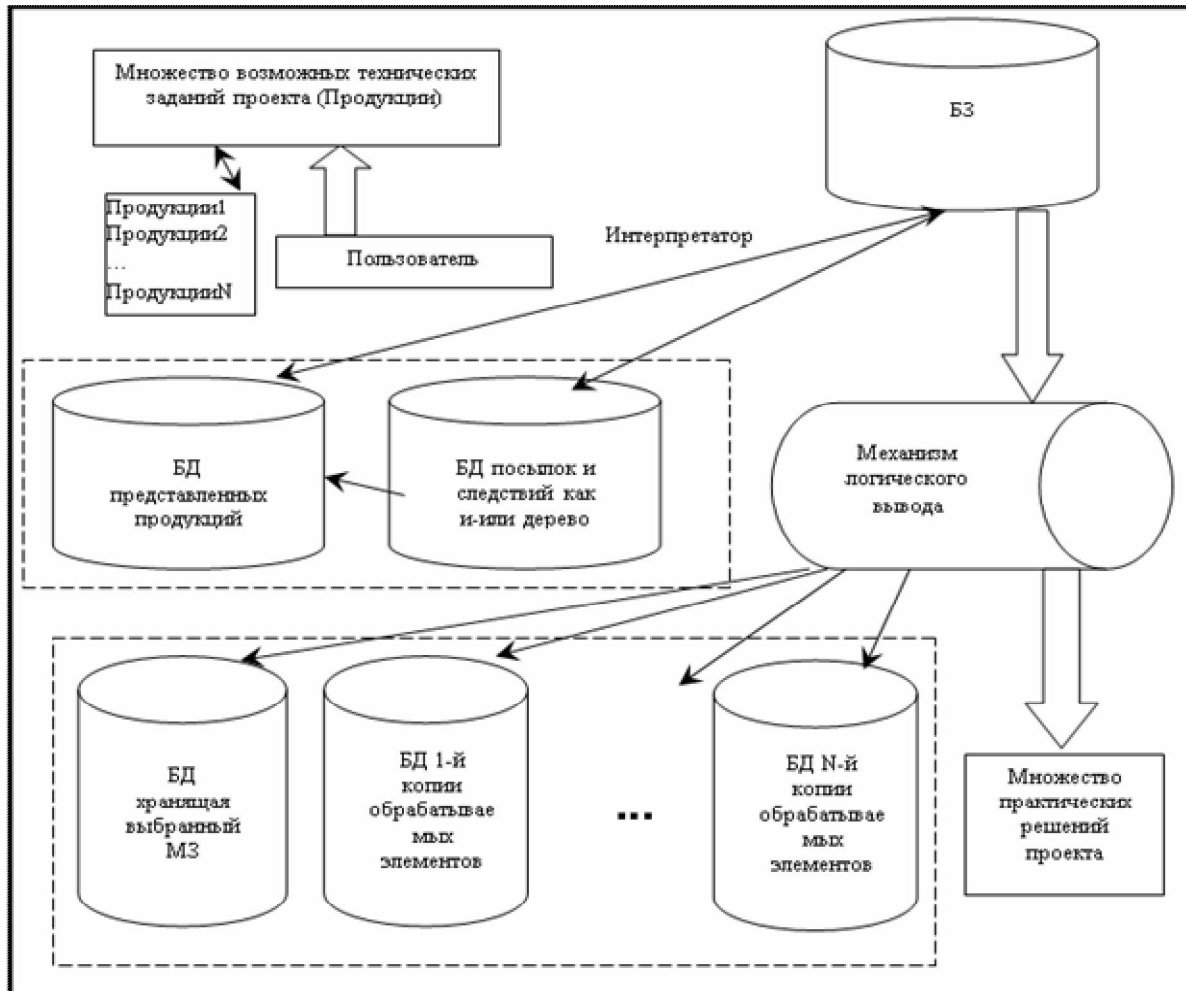 Множество возможных технических
заданий проекта (Продукции)
БЗ
Продукции1
Продукции2
...
ПродукцииN
Пользователь
Интерпретатор
БД
представленных
продукций
БД посылок и
следствий как
и-или дерево
Механизм
логического
вывода
БД
хранящая
выбранный
МЗ
БД 1-й
копии
обрабатывае
мых
элементов
...
БД N-й
копии
обрабатывае
мых
элементов
Множество
практических
решений
проекта